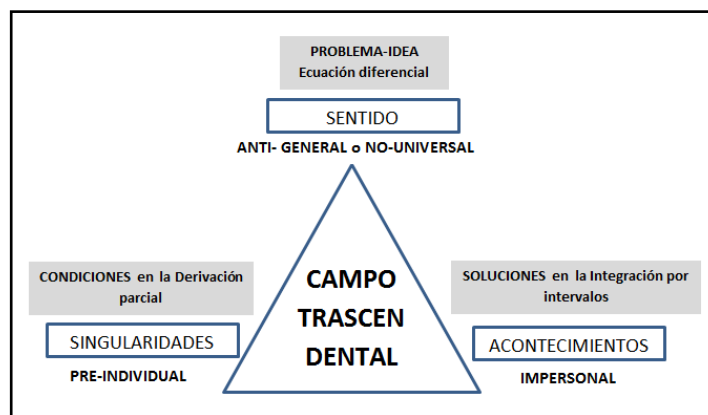 PROBLEMA-IDEA
Ecuación diferencial
SENTIDO
ANTI- GENERAL o NO-UNIVERSAL
CONDICIONES en la Derivación
parcial
SINGULARIDADES
PRE-INDIVIDUAL
CAMPO
TRASCEN
DENTAL
SOLUCIONES en la Integración por
intervalos
ACONTECIMIENTOS
IMPERSONAL